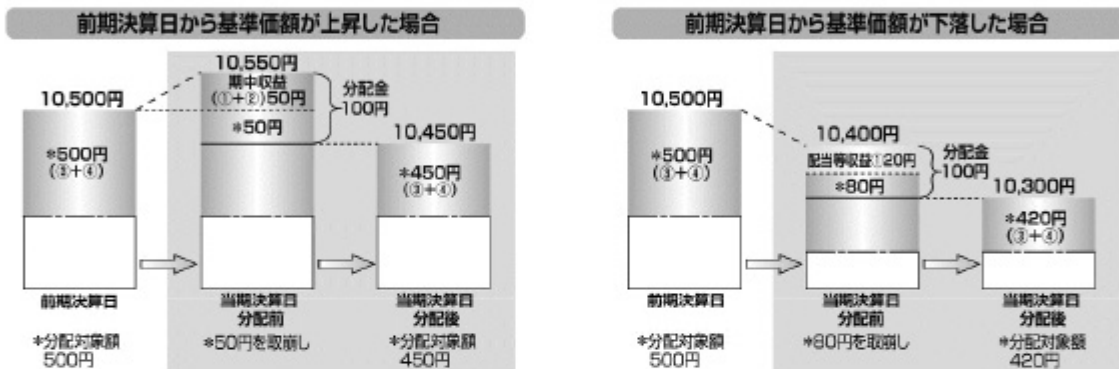 前期決算日から基準価額が上昇した場合
10,500円
*500円
(③+④)
前期決算日
*分配対象額
500円
10,550円
期中収益
(①+②)50円
*50円
分配金
100円
当期決算日
分配前
*50円を取崩し
10,450円
*450円
(③+④)
当期決算日
分配後
*分配対象額
450円
前期決算日から基準価額が下落した場合
10,500円
*500円
(③+④)
前期決算日
*分配対象額
500円
10,400円
配当等収益①20円
*80円
分配金
100円
当期決算日
分配前
*80円を取崩し
10,300円
*420円
(③+④)
当期決算日
分配後
*分配対象額
420円